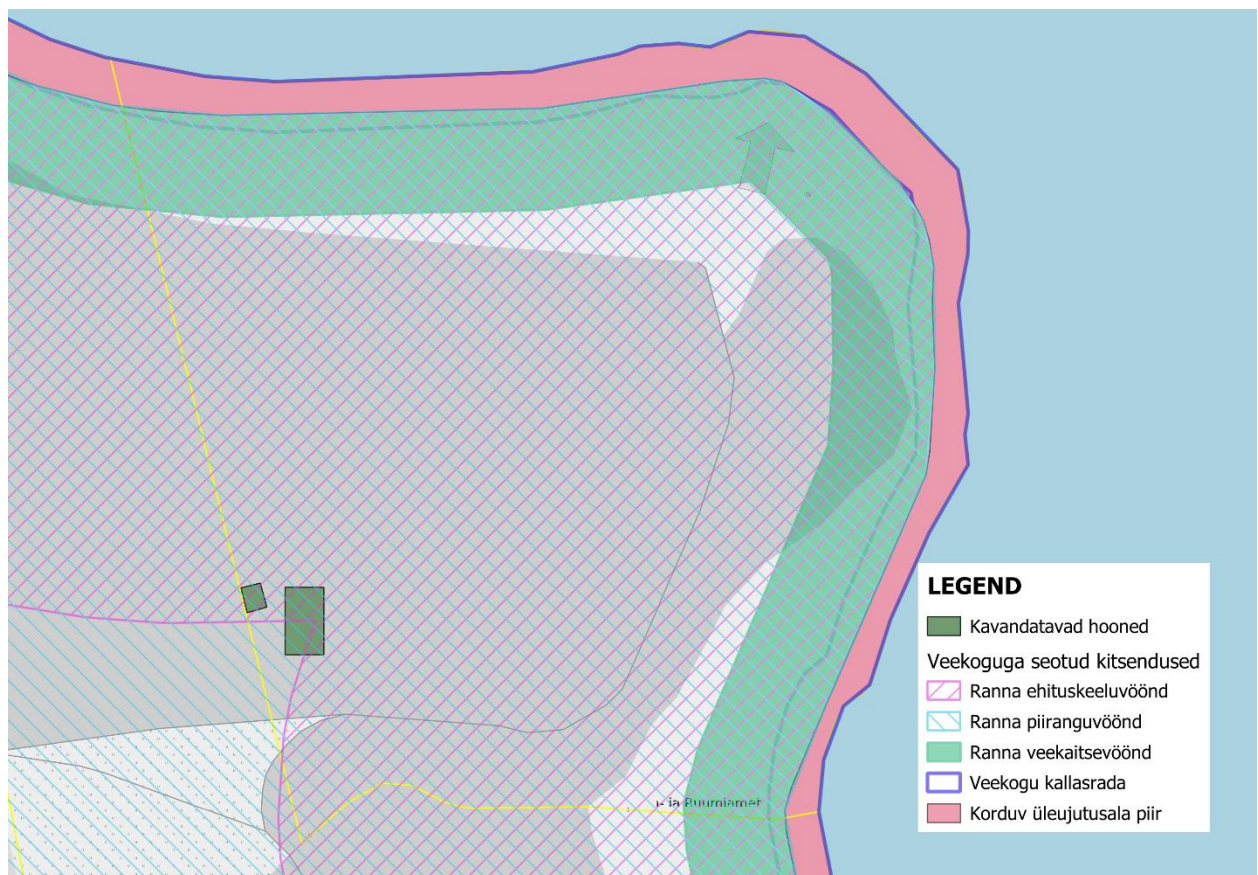 LEGEND
Kavandatavad hooned
Veekoguga seotud kitsendused
Ranna ehituskeeluvöönd
Ranna piiranguvöönd
Ranna veekaitsevöönd
Veekogu kallasrada
Korduv üleujutusala piir